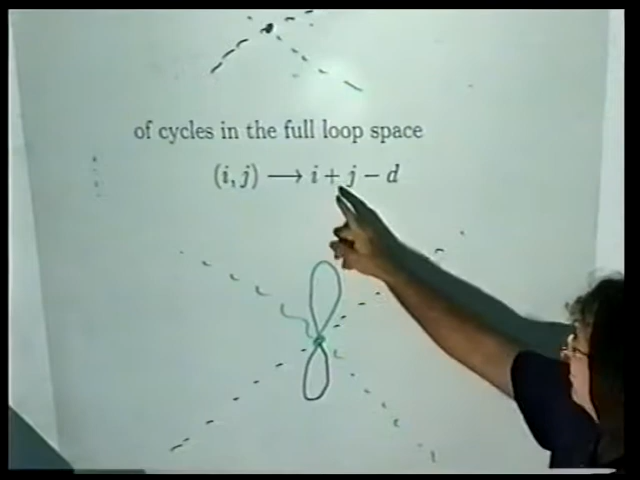 of cycles in the full loop space
(i, j) ⟶ i + j − d